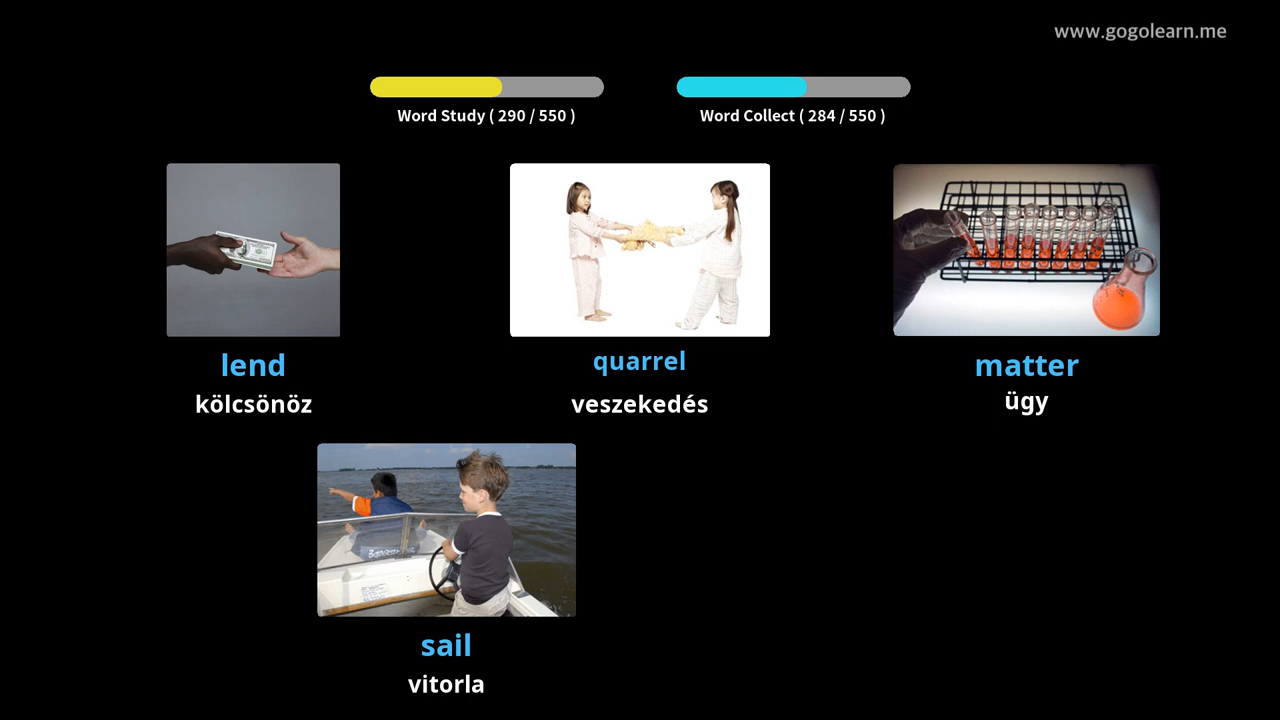 www.gogolearn.me
Word Study ( 290 / 550 )
Word Collect ( 284 / 550 )
lend
kölcsönöz
quarrel
veszekedés
matter
ügy
sail
vitorla